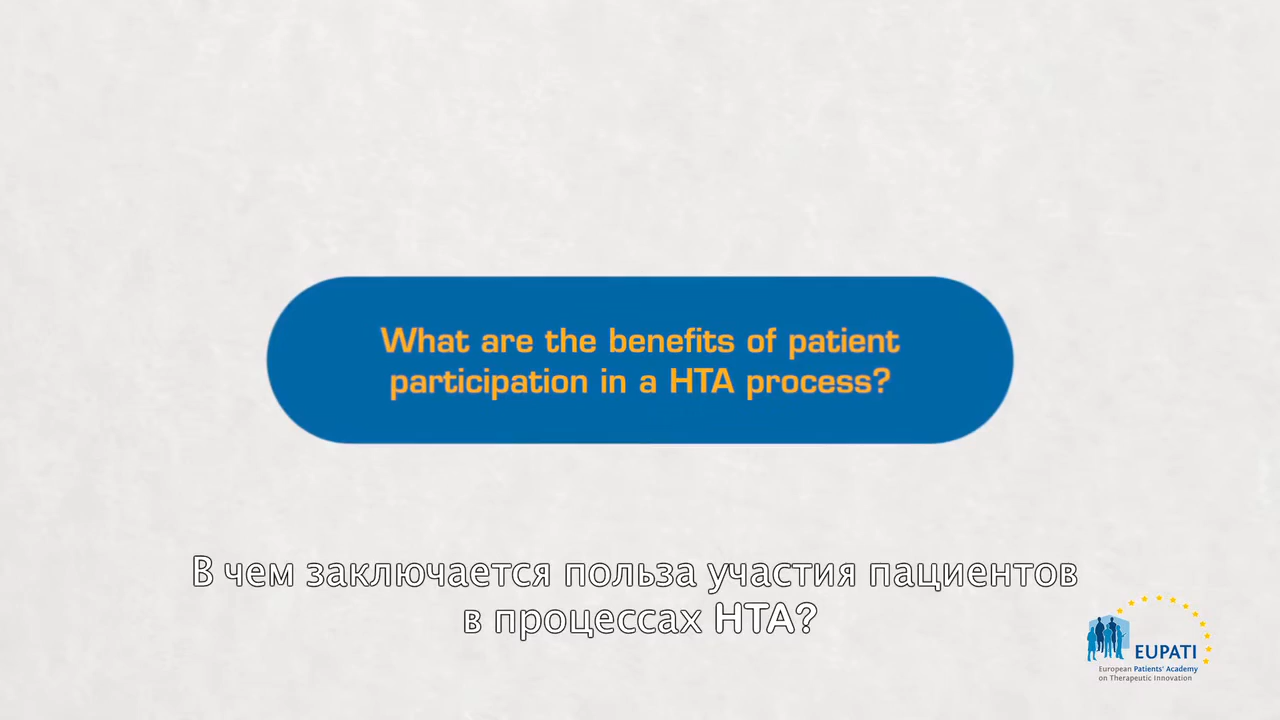 What are the benefits of patient
participation in a HTA process?
В чем заключается польза участия пациентов
в процессах HTA?
EUPATI
European Patients' Academy
on Therapeutic Innovation